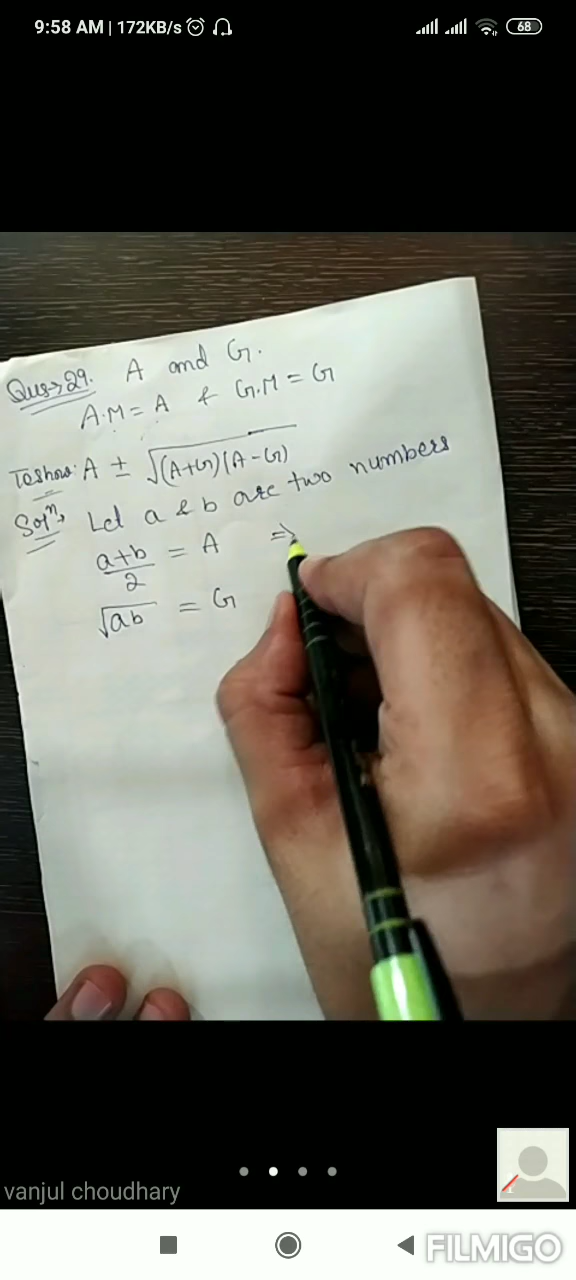 9:58 AM | 172KB/s
68
Ques→29. A and G.
A.M = A & G.M = G
To show: A ± √(A+G)(A-G)
Solⁿ→ Let a & b are two numbers
a+b/2 = A ⇒
√ab = G
vanjul choudhary
FILMIGO